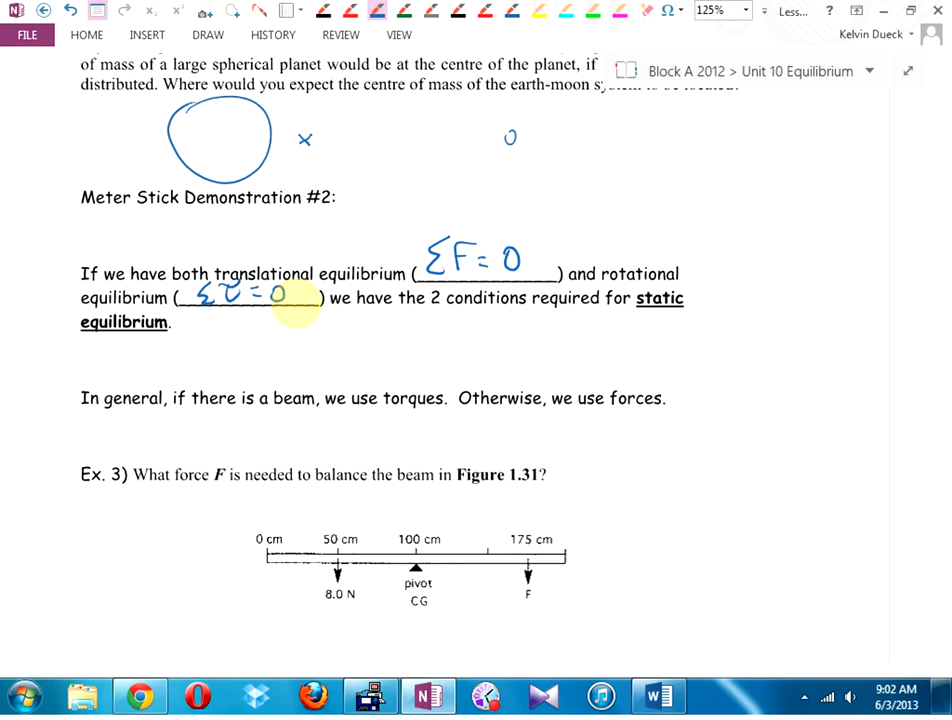 125%
Less...
?
FILE
HOME
INSERT
DRAW
HISTORY
REVIEW
VIEW
Kelvin Dueck
of mass of a large spherical planet would be at the centre of the planet, if
Block A 2012 > Unit 10 Equilibrium
distributed. Where would you expect the centre of mass of the earth-moon
x
Meter Stick Demonstration #2:
ΣF = 0
If we have both translational equilibrium (____) and rotational
Στ = 0
equilibrium (____) we have the 2 conditions required for static
equilibrium.
In general, if there is a beam, we use torques. Otherwise, we use forces.
Ex. 3) What force F is needed to balance the beam in Figure 1.31?
0 cm 50 cm 100 cm 175 cm
pivot
8.0 N F
CG
9:02 AM
6/3/2013